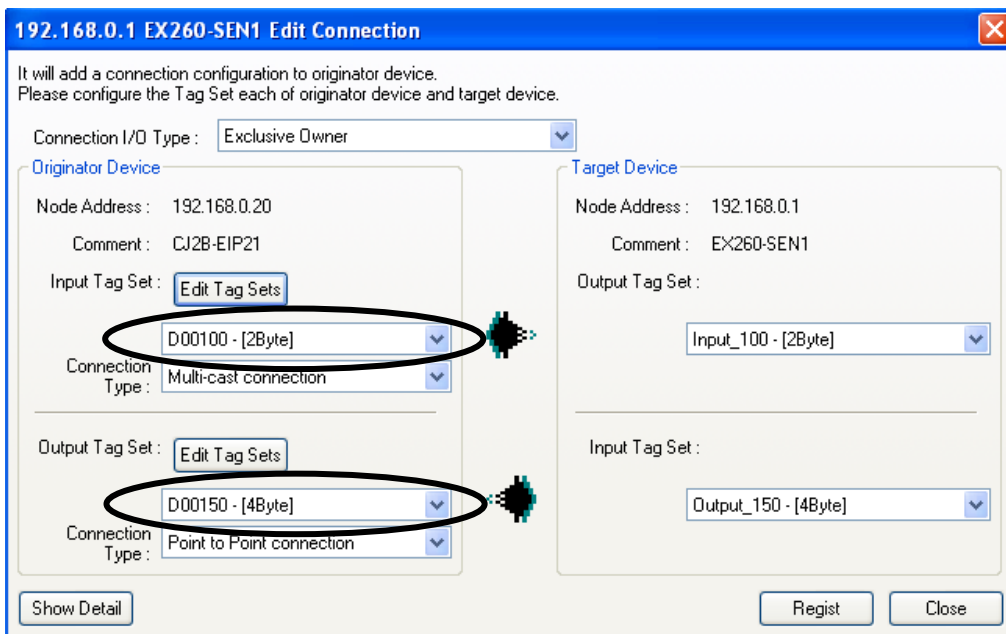 192.168.0.1 EX260-SEN1 Edit Connection
It will add a connection configuration to originator device.
Please configure the Tag Set each of originator device and target device.
Connection I/O Type : Exclusive Owner
Originator Device
Node Address : 192.168.0.20
Comment : CJ2B-EIP21
Input Tag Set : Edit Tag Sets
D00100 - [2Byte]
Connection
Type : Multi-cast connection
Output Tag Set : Edit Tag Sets
D00150 - [4Byte]
Connection
Type : Point to Point connection
Target Device
Node Address : 192.168.0.1
Comment : EX260-SEN1
Output Tag Set :
Input_100 - [2Byte]
Input Tag Set :
Output_150 - [4Byte]
Show Detail
Regist
Close